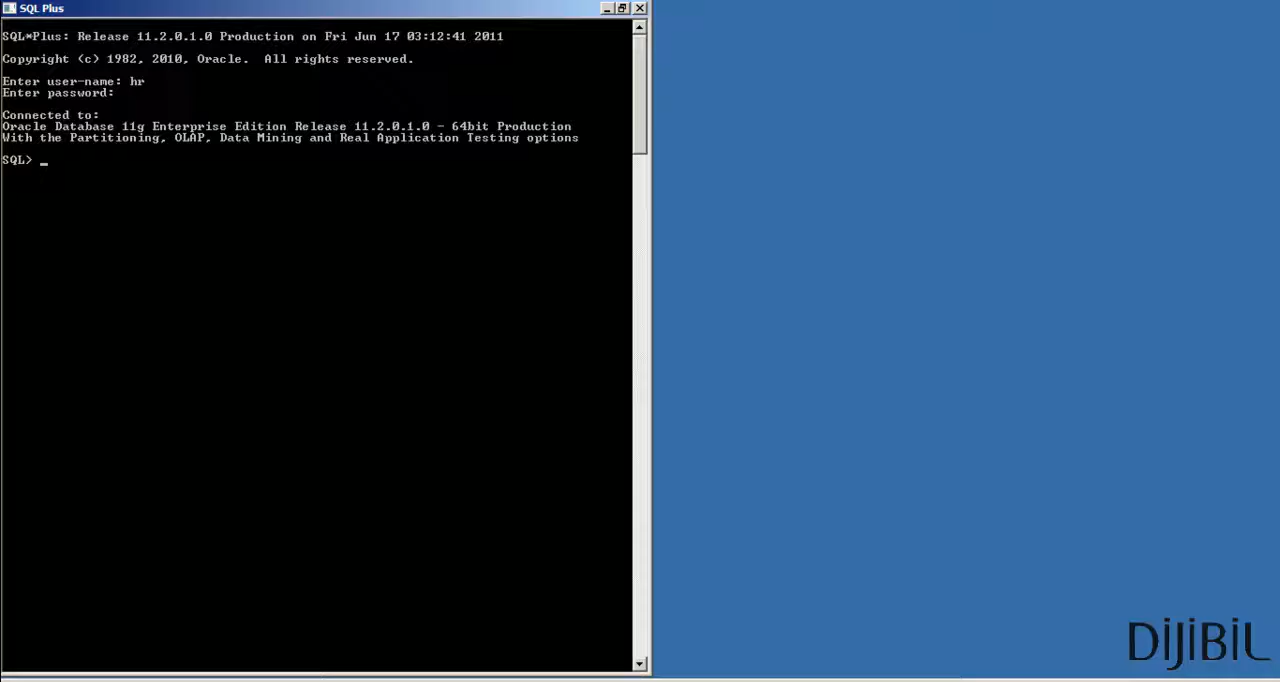 SQL Plus
SQL*Plus: Release 11.2.0.1.0 Production on Fri Jun 17 03:12:41 2011
Copyright (c) 1982, 2010, Oracle.  All rights reserved.
Enter user-name: hr
Enter password:
Connected to:
Oracle Database 11g Enterprise Edition Release 11.2.0.1.0 - 64bit Production
With the Partitioning, OLAP, Data Mining and Real Application Testing options
SQL> _
DiJiBiL